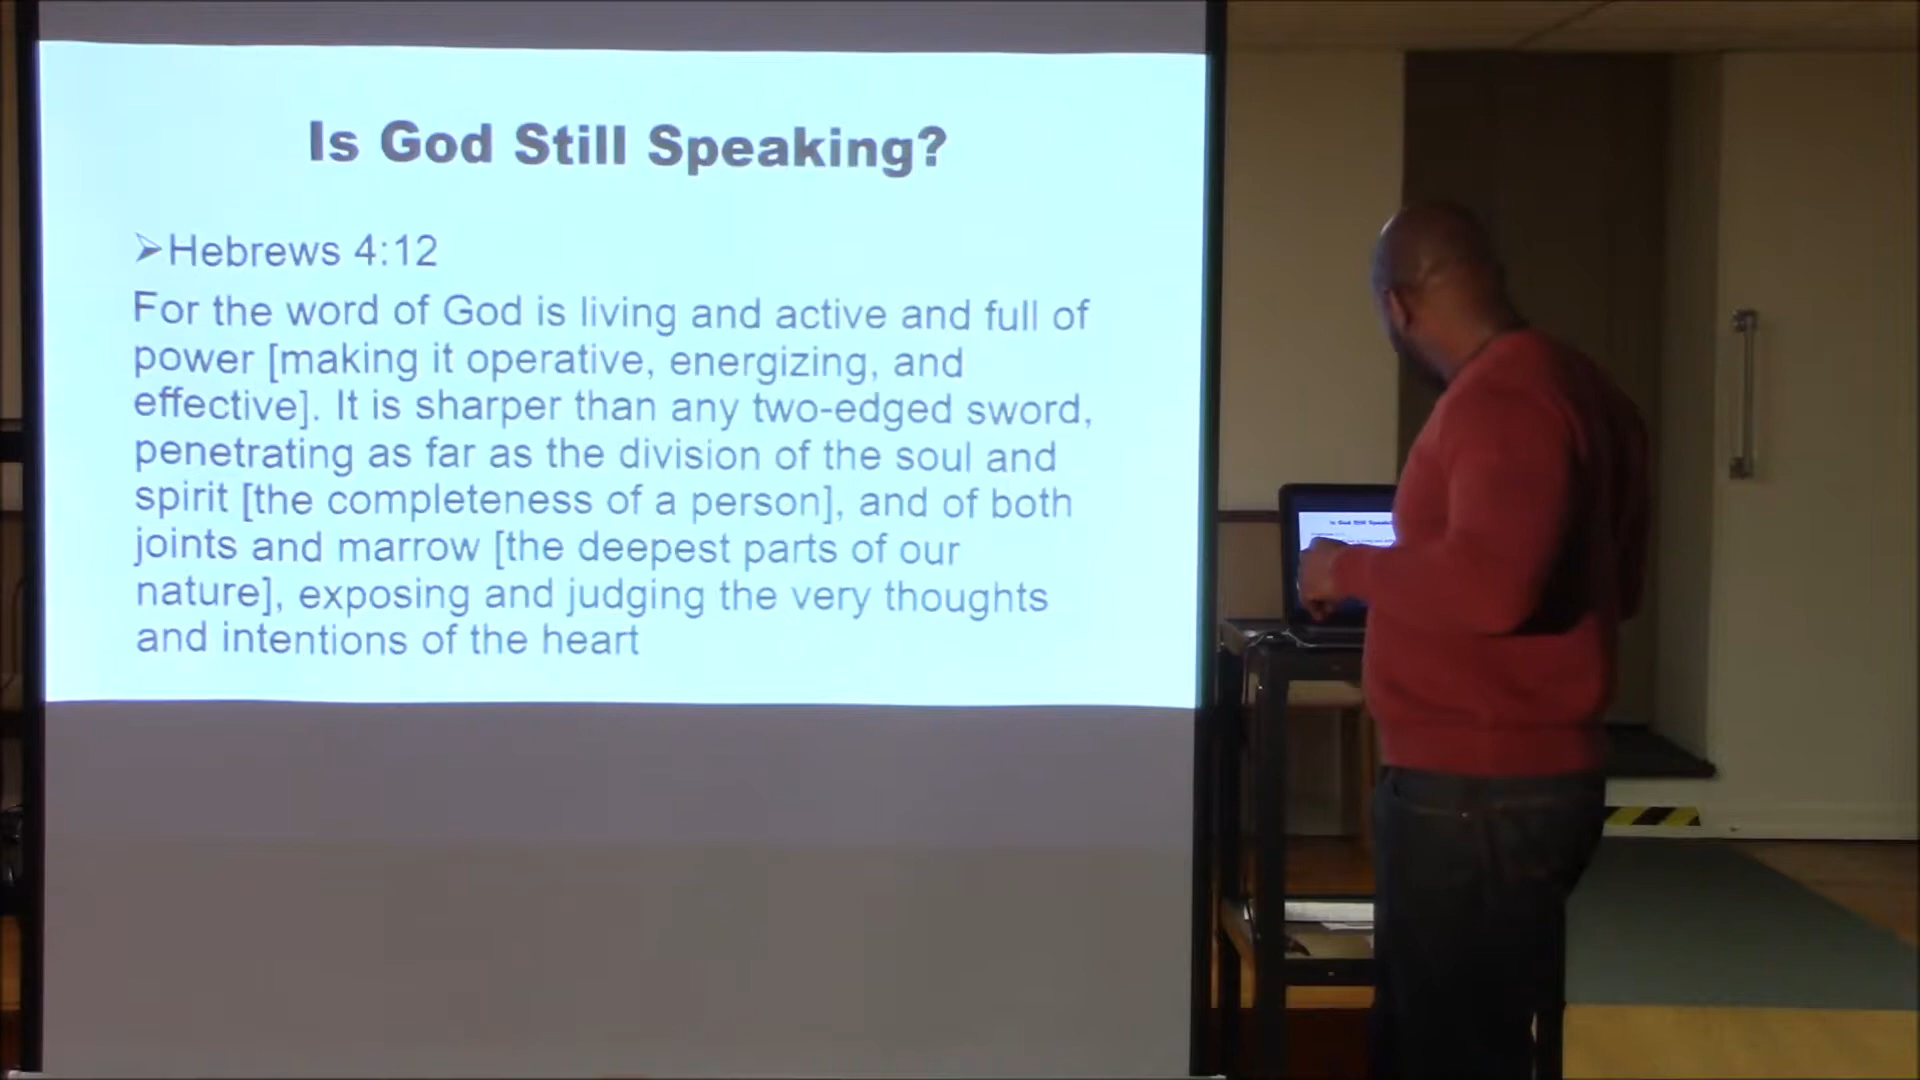 Is God Still Speaking?
➢Hebrews 4:12
For the word of God is living and active and full of
power [making it operative, energizing, and
effective]. It is sharper than any two-edged sword,
penetrating as far as the division of the soul and
spirit [the completeness of a person], and of both
joints and marrow [the deepest parts of our
nature], exposing and judging the very thoughts
and intentions of the heart
Is God Still